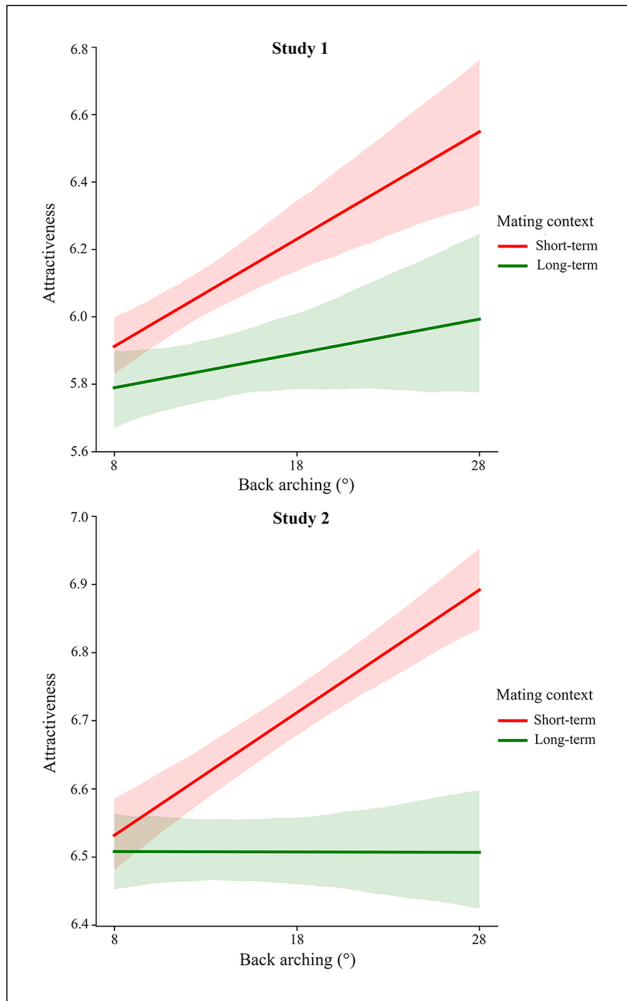 Study 1
6.8
6.6
6.4
6.2
6.0
5.8
5.6
Attractiveness
Mating context
Short-term
Long-term
8 18 28
Back arching (°)
Study 2
7.0
6.9
6.8
6.7
6.6
6.5
6.4
Attractiveness
Mating context
Short-term
Long-term
8 18 28
Back arching (°)